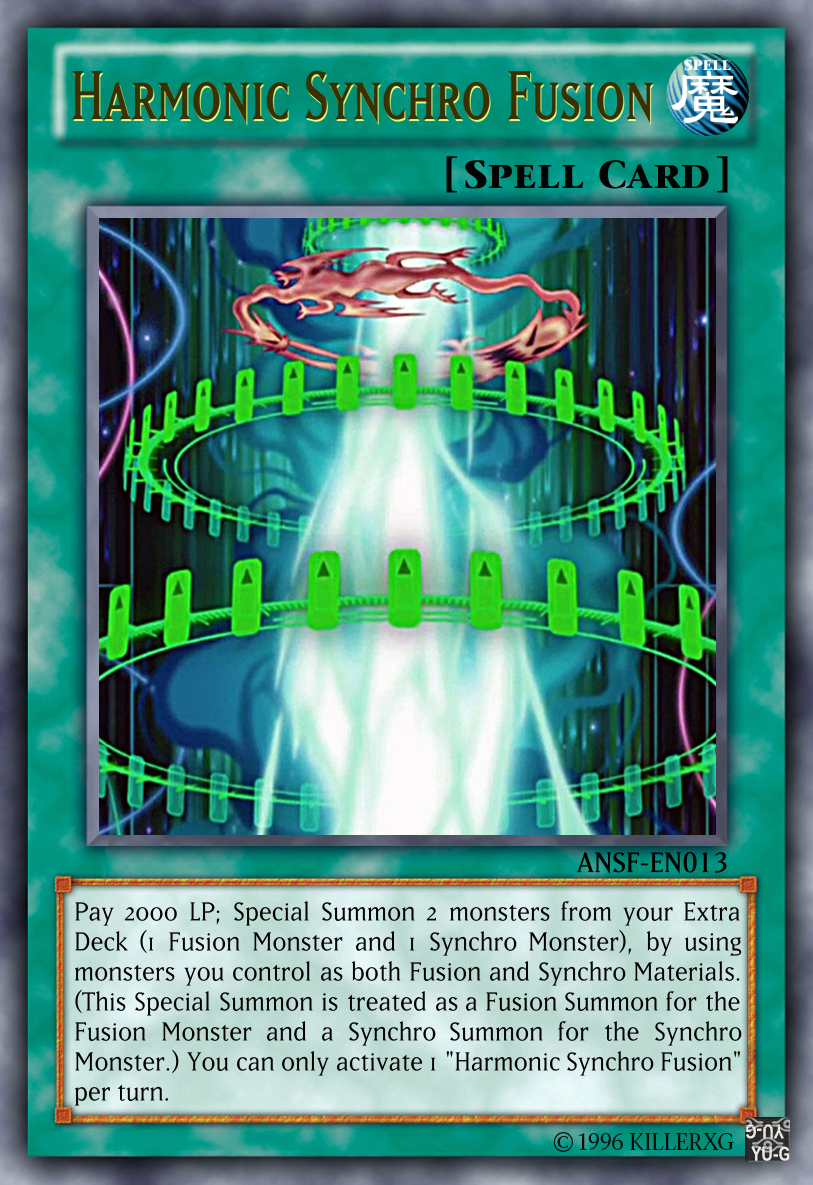 Harmonic Synchro Fusion
SPELL
魔
[Spell Card]
ANSF-EN013
Pay 2000 LP; Special Summon 2 monsters from your Extra
Deck (1 Fusion Monster and 1 Synchro Monster), by using
monsters you control as both Fusion and Synchro Materials.
(This Special Summon is treated as a Fusion Summon for the
Fusion Monster and a Synchro Summon for the Synchro
Monster.) You can only activate 1 "Harmonic Synchro Fusion"
per turn.
© 1996 KILLERXG
YU-G